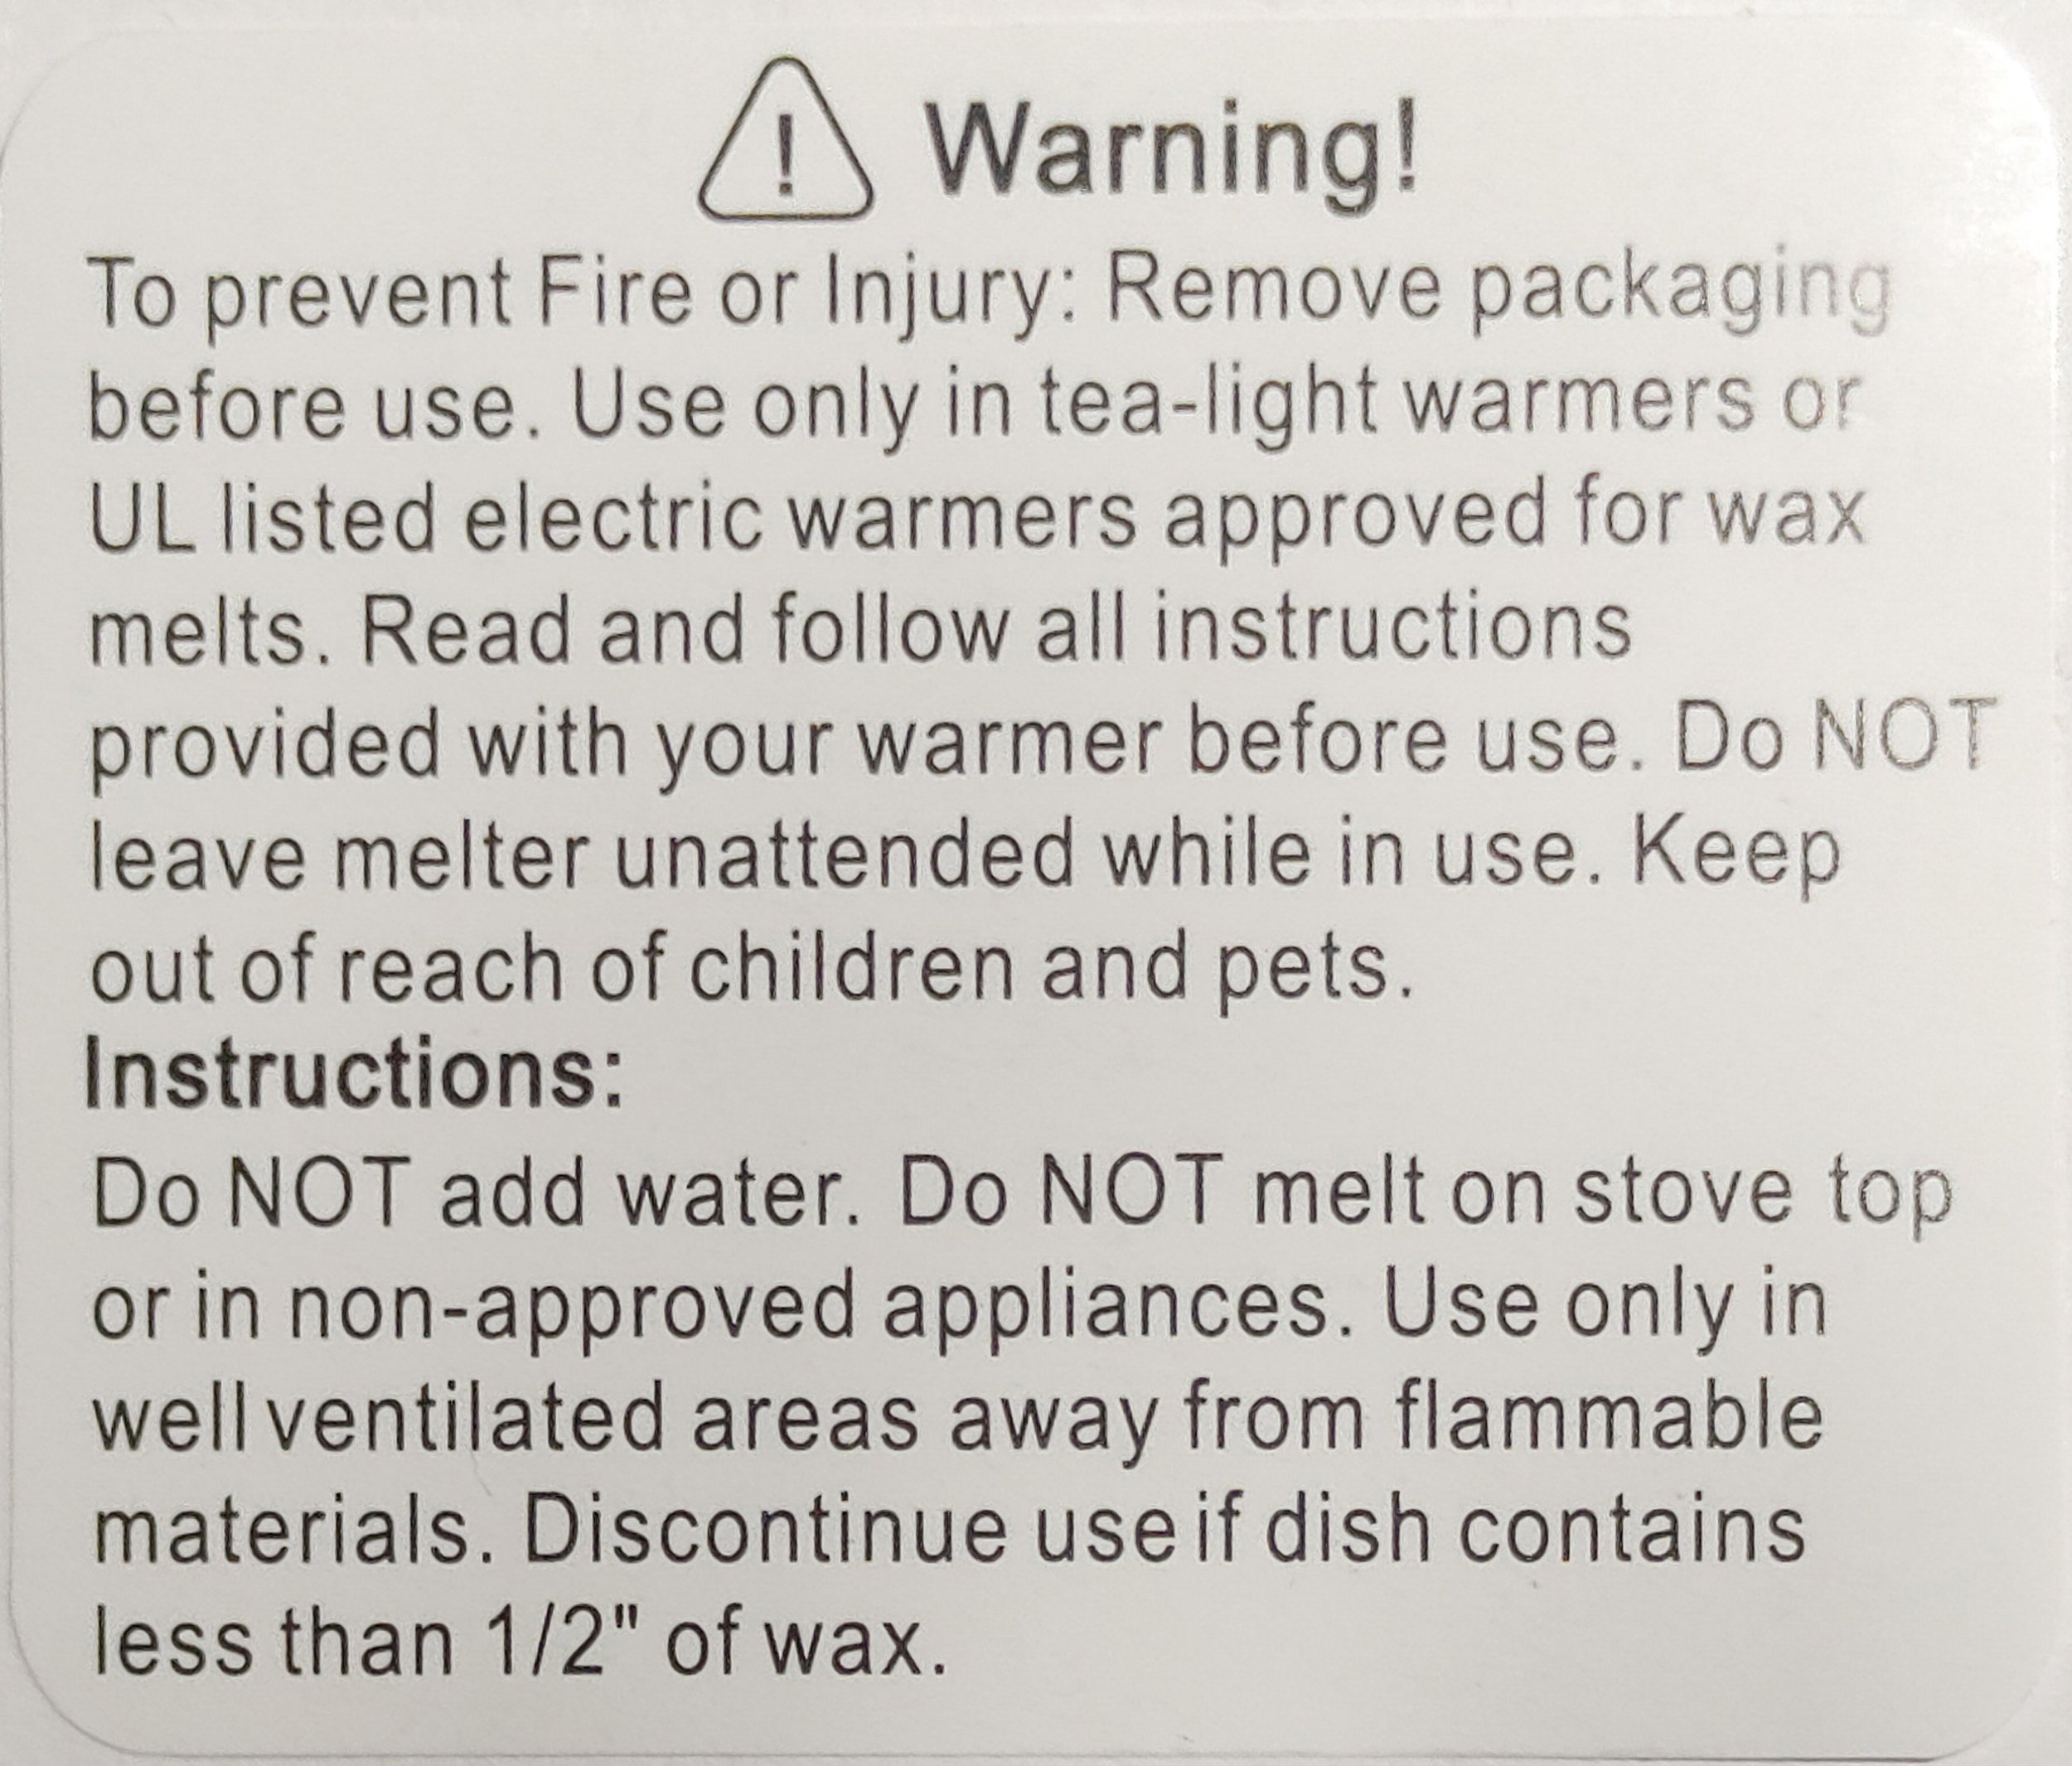 ! Warning!
To prevent Fire or Injury: Remove packaging
before use. Use only in tea-light warmers or
UL listed electric warmers approved for wax
melts. Read and follow all instructions
provided with your warmer before use. Do NOT
leave melter unattended while in use. Keep
out of reach of children and pets.
Instructions:
Do NOT add water. Do NOT melt on stove top
or in non-approved appliances. Use only in
well ventilated areas away from flammable
materials. Discontinue use if dish contains
less than 1/2" of wax.